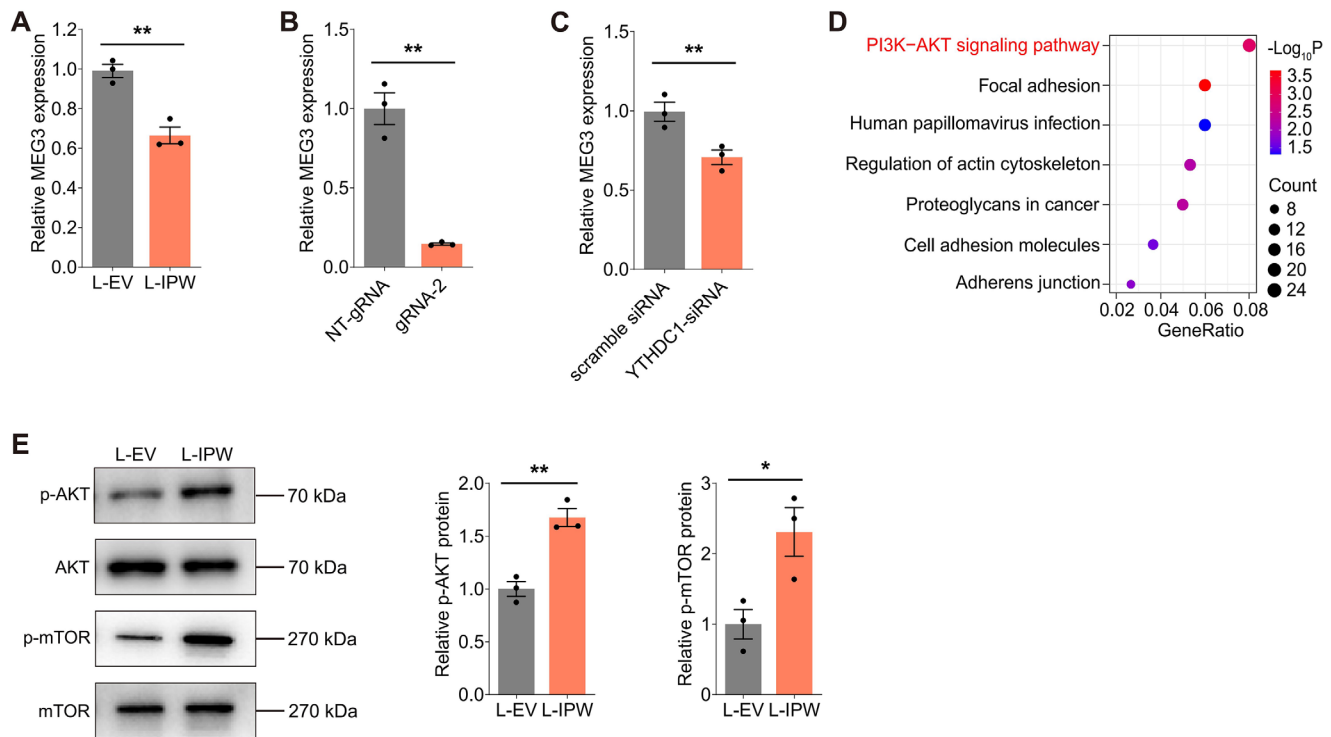 A
Relative MEG3 expression
1.2
1.0
0.8
0.6
0.4
0.2
0.0
**
L-EV L-IPW
B
Relative MEG3 expression
1.5
1.0
0.5
0.0
**
NT-gRNA
gRNA-2
C
Relative MEG3 expression
1.5
1.0
0.5
0.0
**
scramble siRNA
YTHDC1-siRNA
D
PI3K−AKT signaling pathway
Focal adhesion
Human papillomavirus infection
Regulation of actin cytoskeleton
Proteoglycans in cancer
Cell adhesion molecules
Adherens junction
0.02 0.04 0.06 0.08
GeneRatio
-Log10P
3.5
3.0
2.5
2.0
1.5
Count
8
12
16
20
24
E
L-EV L-IPW
p-AKT 70 kDa
AKT 70 kDa
p-mTOR 270 kDa
mTOR 270 kDa
Relative p-AKT protein
2.0
1.5
1.0
0.5
0.0
**
L-EV L-IPW
Relative p-mTOR protein
3
2
1
0
*
L-EV L-IPW